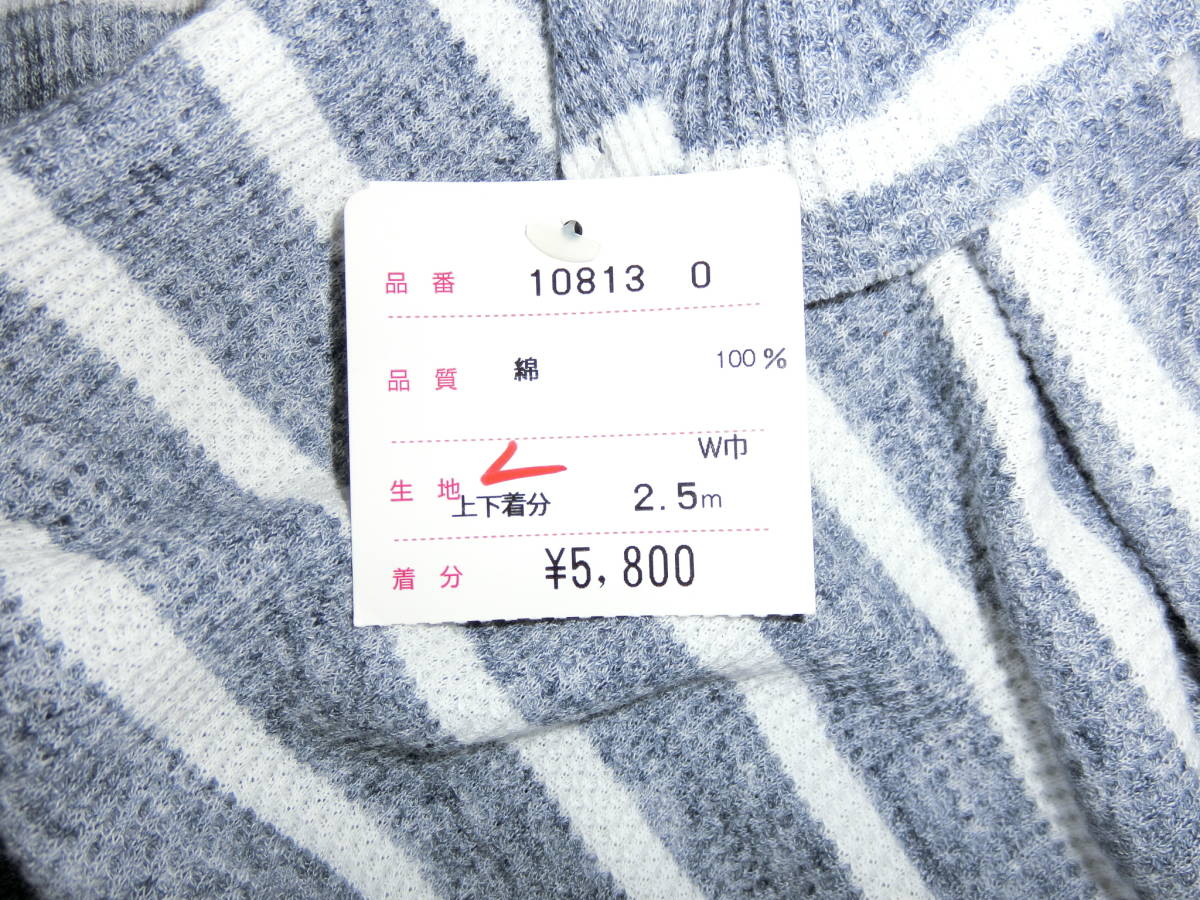 品番 10813 0
品質 綿 100%
W巾
生地 上下着分 2.5m
着分 ¥5,800